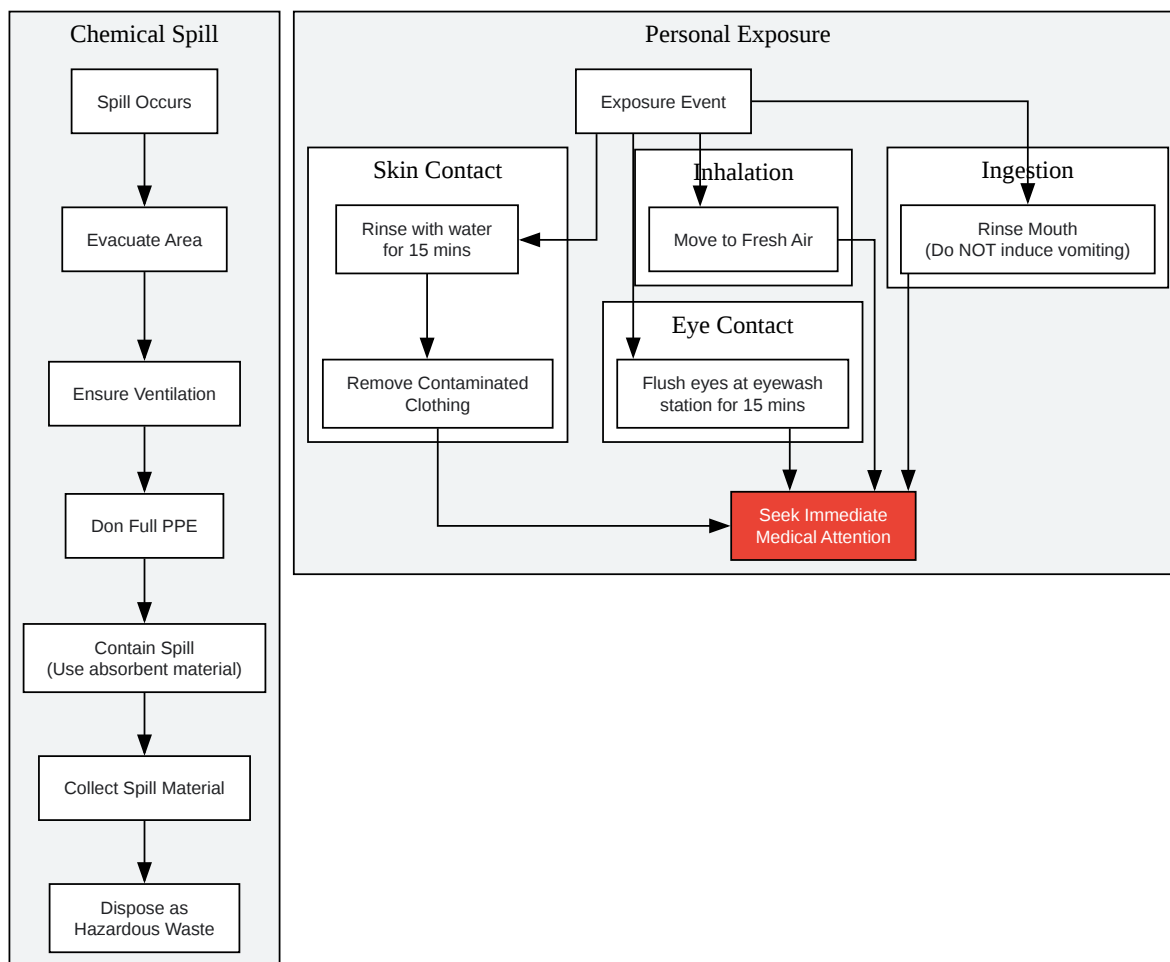 Chemical Spill
Spill Occurs
Evacuate Area
Ensure Ventilation
Don Full PPE
Contain Spill
(Use absorbent material)
Collect Spill Material
Dispose as
Hazardous Waste
Personal Exposure
Exposure Event
Skin Contact
Rinse with water
for 15 mins
Remove Contaminated
Clothing
Inhalation
Move to Fresh Air
Eye Contact
Flush eyes at eyewash
station for 15 mins
Ingestion
Rinse Mouth
(Do NOT induce vomiting)
Seek Immediate
Medical Attention